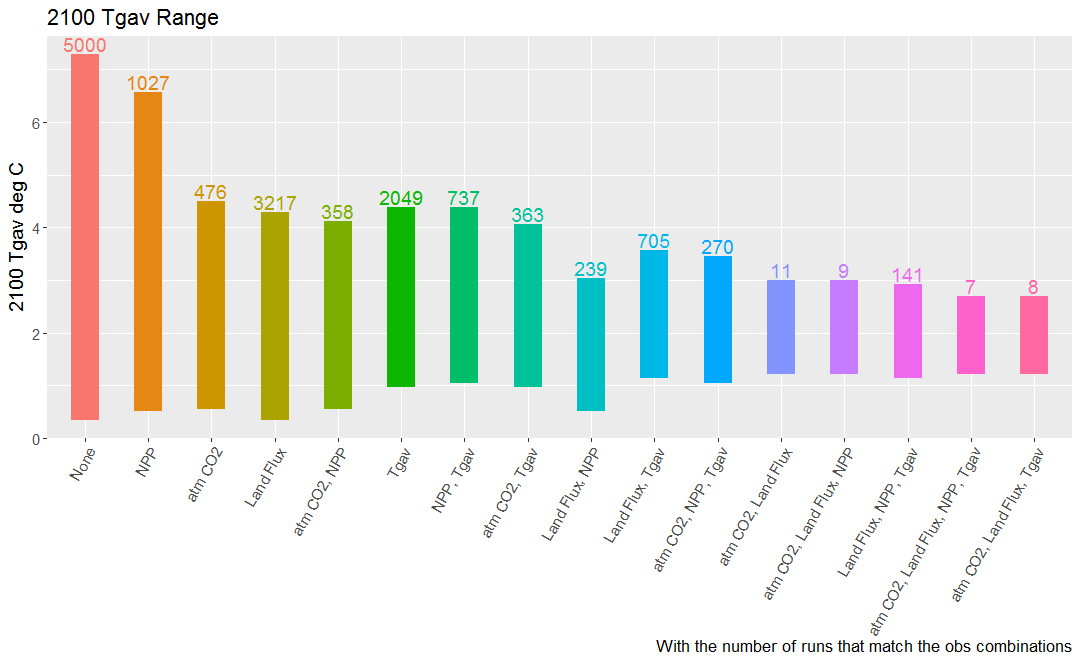 2100 Tgav Range
2100 Tgav deg C
6
4
2
0
5000
1027
476
3217
358
2049
737
363
239
705
270
11
9
141
7
8
None
NPP
atm CO2
Land Flux
atm CO2, NPP
Tgav
NPP, Tgav
atm CO2, Tgav
Land Flux, NPP
Land Flux, Tgav
atm CO2, NPP, Tgav
atm CO2, Land Flux
atm CO2, Land Flux, NPP
Land Flux, NPP, Tgav
atm CO2, Land Flux, NPP, Tgav
atm CO2, Land Flux, Tgav
With the number of runs that match the obs combinations